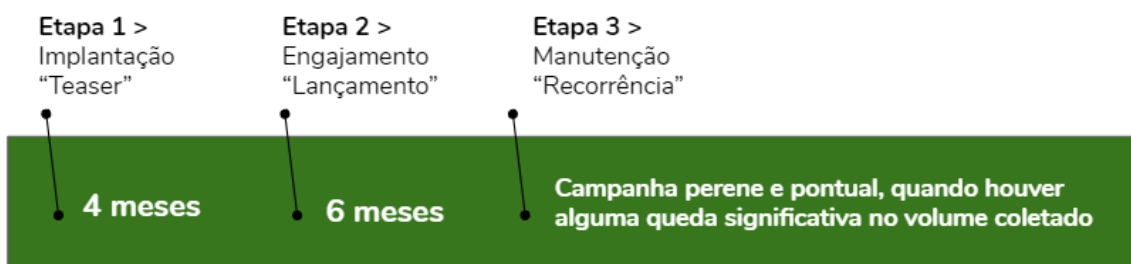 Etapa 1 >
Implantação
“Teaser”
Etapa 2 >
Engajamento
“Lançamento”
Etapa 3 >
Manutenção
“Recorrência”
4 meses
6 meses
Campanha perene e pontual, quando houver
alguma queda significativa no volume coletado